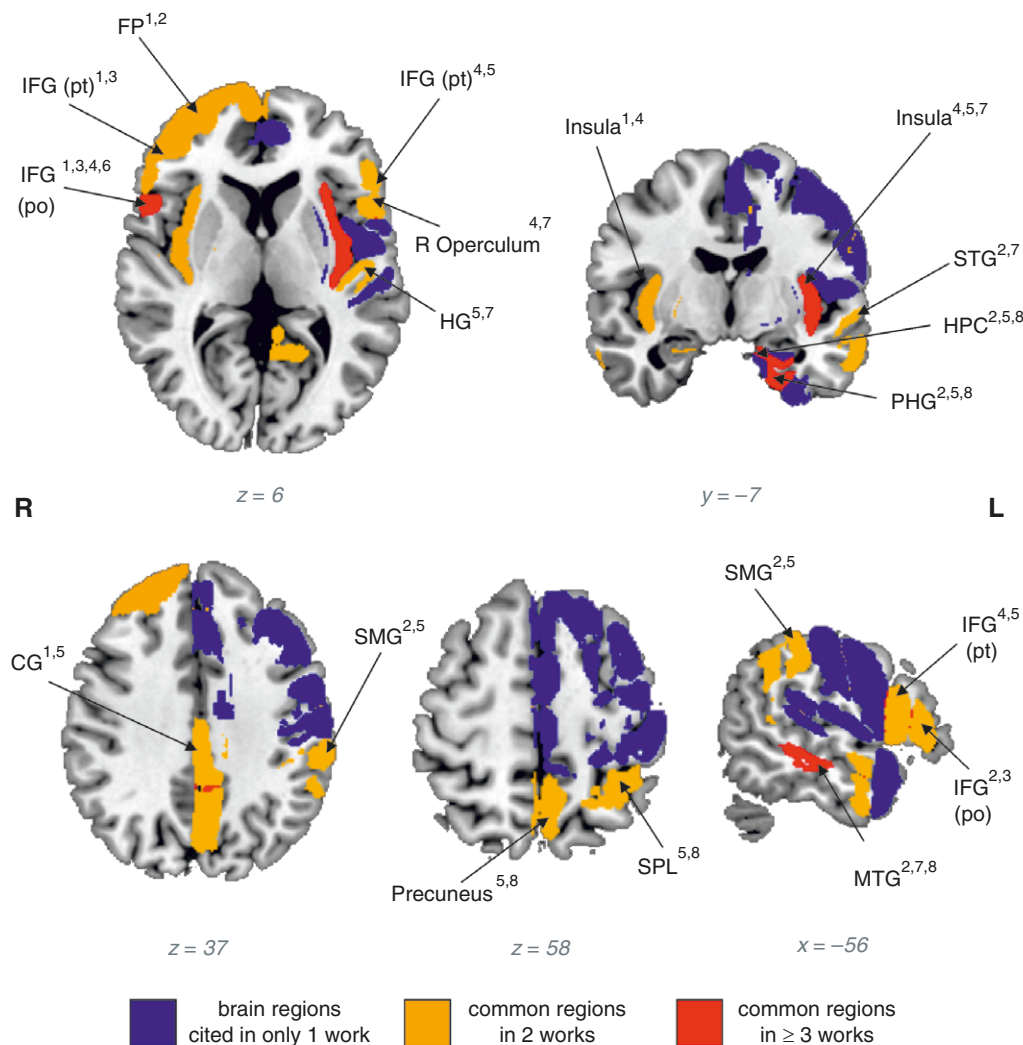 FP1,2
IFG (pt)1,3
IFG (pt)4,5
IFG 1,3,4,6
(po)
R Operculum 4,7
HG5,7
z = 6
Insula1,4
Insula4,5,7
STG2,7
HPC2,5,8
PHG2,5,8
y = −7
R
L
CG1,5
SMG2,5
z = 37
Precuneus5,8
SPL5,8
z = 58
SMG2,5
IFG4,5
(pt)
IFG2,3
(po)
MTG2,7,8
x = −56
brain regions
cited in only 1 work
common regions
in 2 works
common regions
in ≥ 3 works